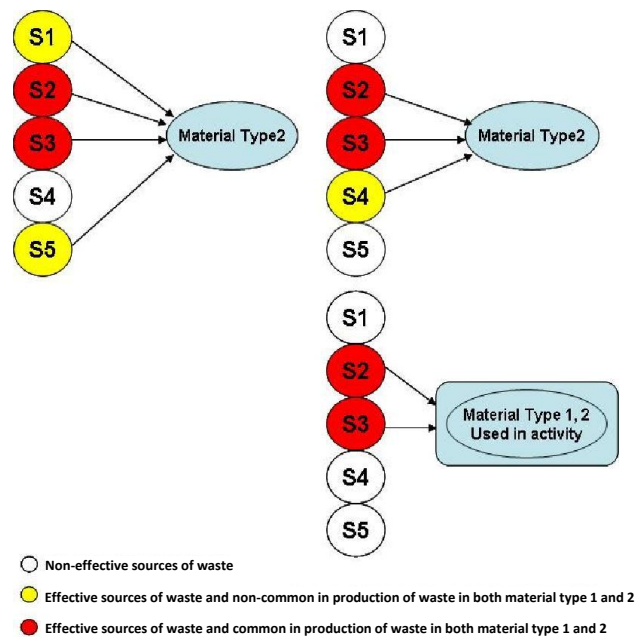 S1
S2
S3
S4
S5
Material Type2
S1
S2
S3
S4
S5
Material Type2
S1
S2
S3
S4
S5
Material Type 1, 2
Used in activity
Non-effective sources of waste
Effective sources of waste and non-common in production of waste in both material type 1 and 2
Effective sources of waste and common in production of waste in both material type 1 and 2